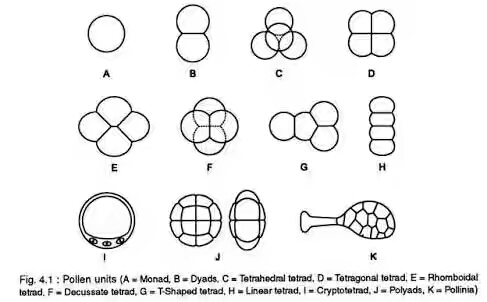 A B C D
E F G H
I J K
Fig. 4.1 : Pollen units (A = Monad, B = Dyads, C = Tetrahedral tetrad, D = Tetragonal tetrad, E = Rhomboidal
tetrad, F = Decussate tetrad, G = T-Shaped tetrad, H = Linear tetrad, I = Cryptotetrad, J = Polyads, K = Pollinia)